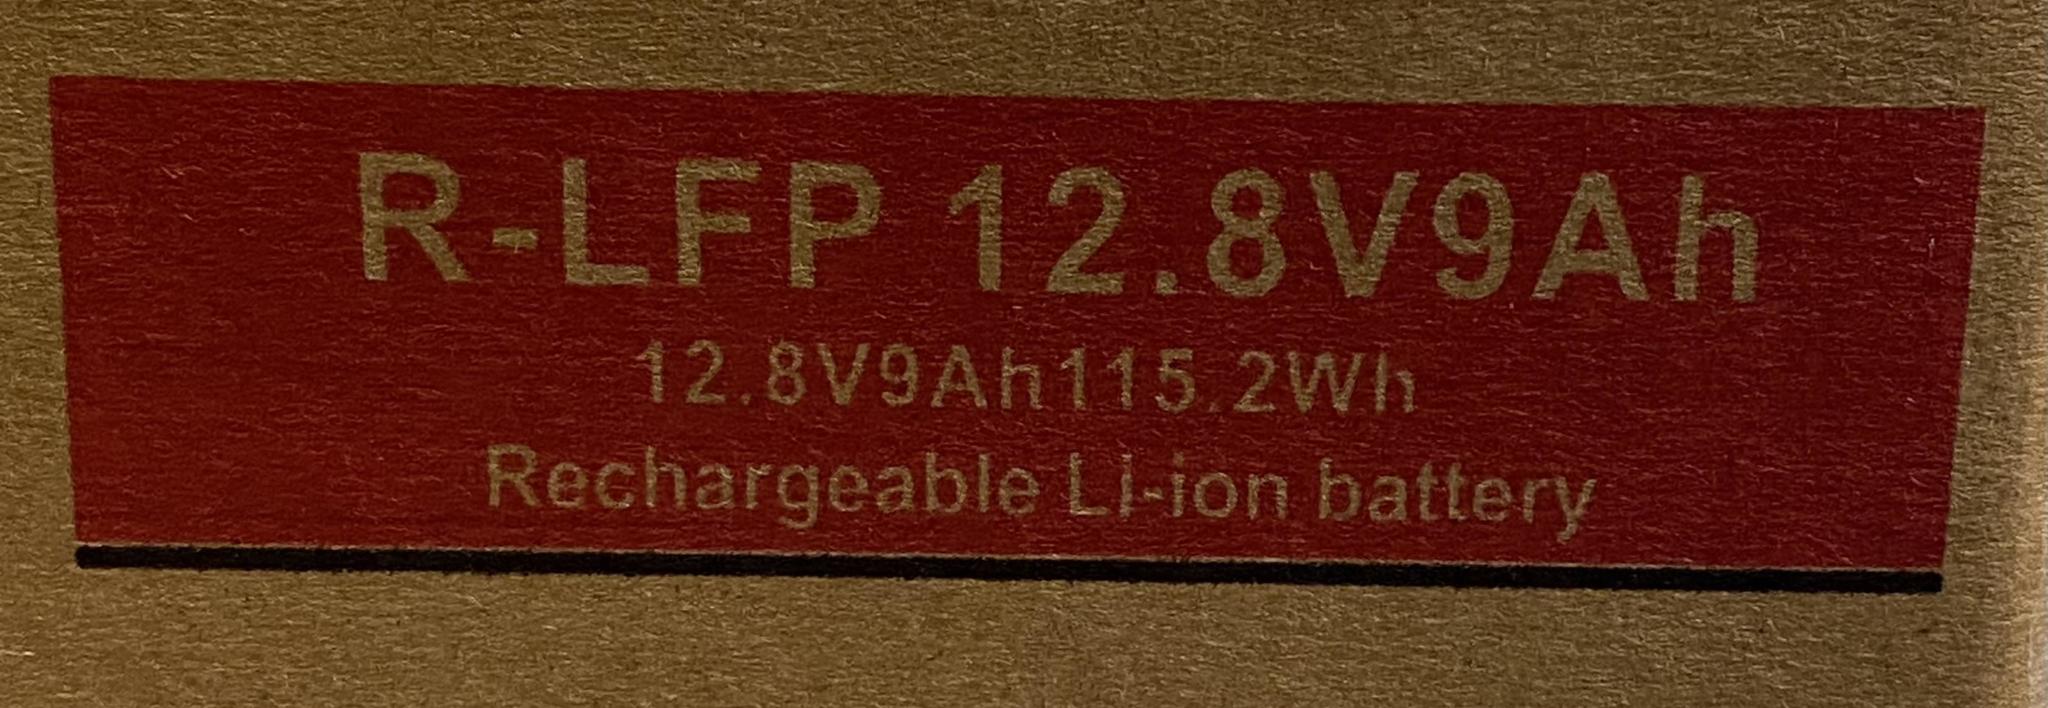 R-LFP 12.8V9Ah
12.8V9Ah115.2Wh
Rechargeable LI-ion battery